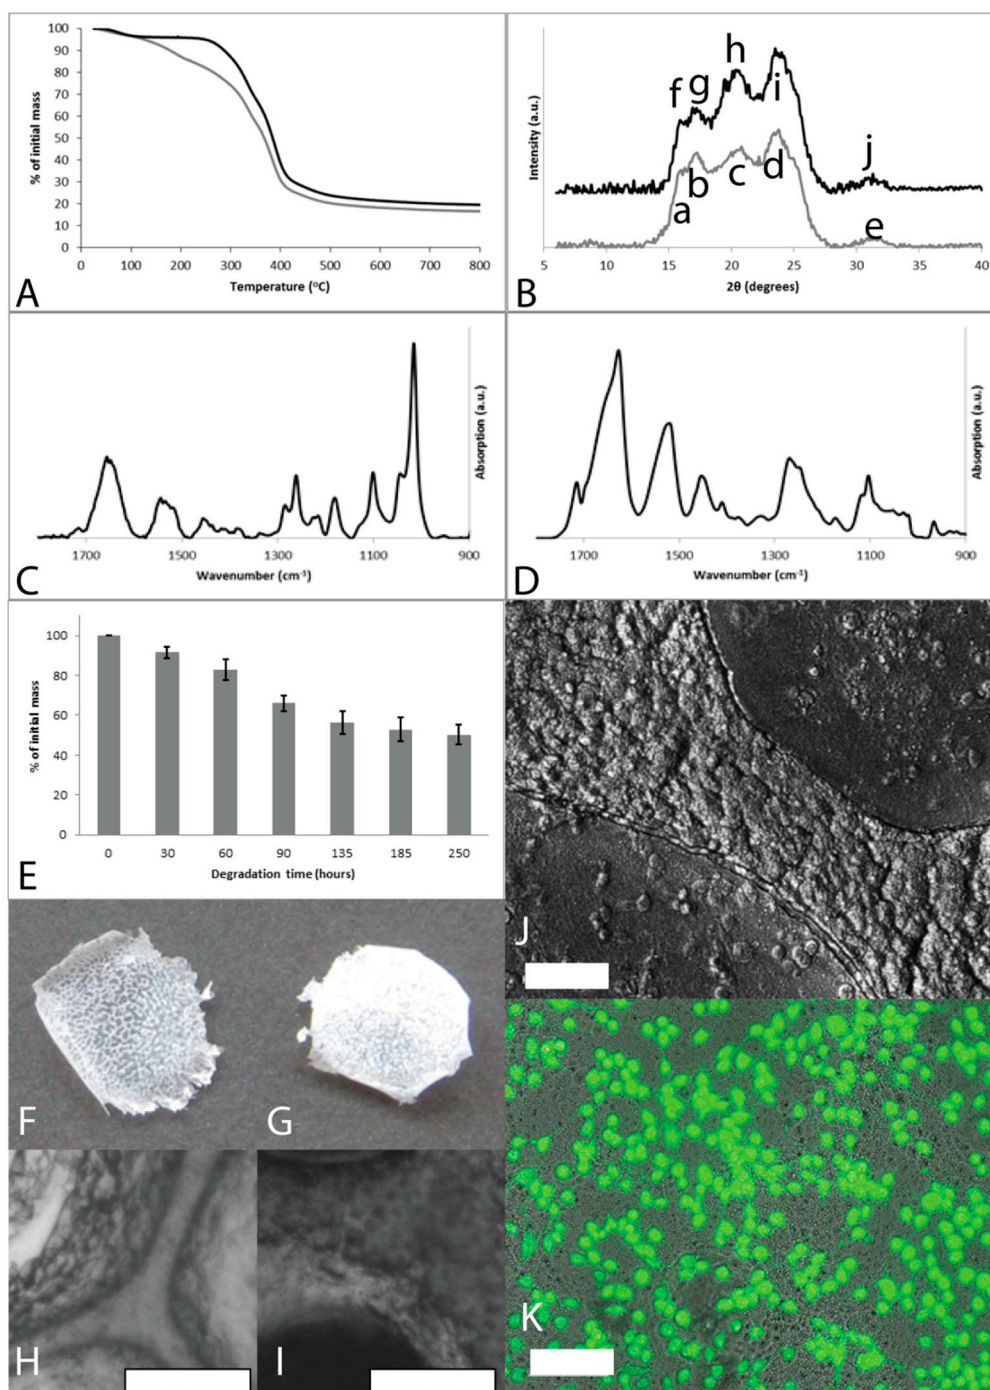 % of initial mass
100
90
80
70
60
50
40
30
20
10
0
0 100 200 300 400 500 600 700 800
Temperature (°C)
A
Intensity (a.u.)
f g h i j
a b c d e
5 10 15 20 25 30 35 40
2θ (degrees)
B
Absorption (a.u.)
1700 1500 1300 1100 900
Wavenumber (cm⁻¹)
C
Absorption (a.u.)
1700 1500 1300 1100 900
Wavenumber (cm⁻¹)
D
% of initial mass
100
80
60
40
20
0
0 30 60 90 135 185 250
Degradation time (hours)
E
F
G
H
I
J
K